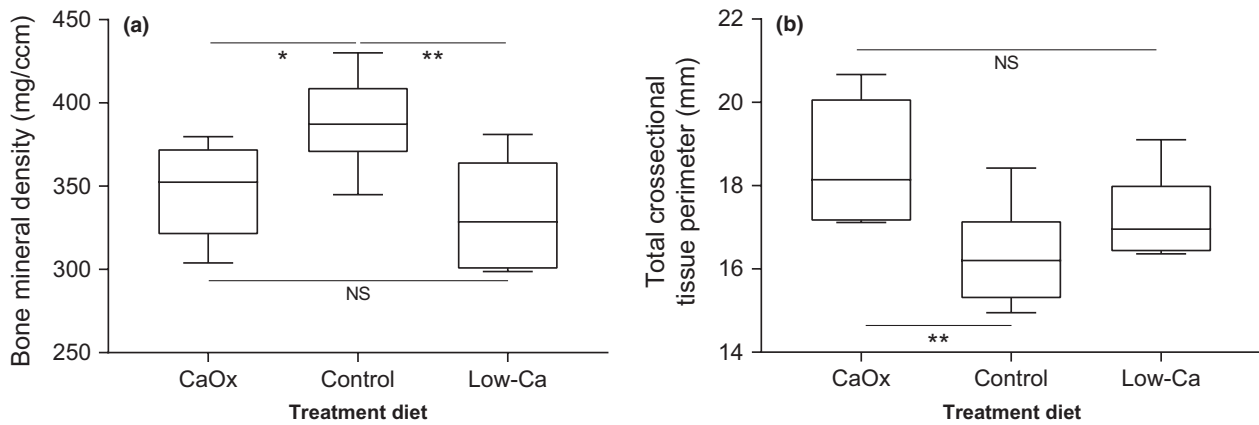 (a)
Bone mineral density (mg/ccm)
450
400
350
300
250
*
**
NS
CaOx
Control
Low-Ca
Treatment diet
(b)
Total crossectional
tissue perimeter (mm)
22
20
18
16
14
NS
**
CaOx
Control
Low-Ca
Treatment diet